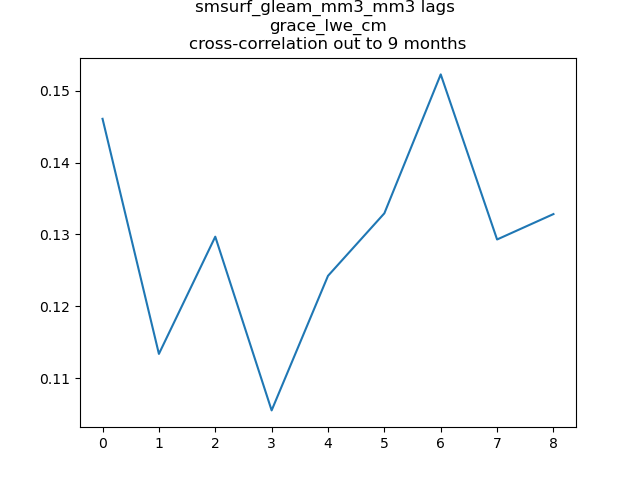 smsurf_gleam_mm3_mm3 lags
grace_lwe_cm
cross-correlation out to 9 months
0.15
0.14
0.13
0.12
0.11
0 1 2 3 4 5 6 7 8